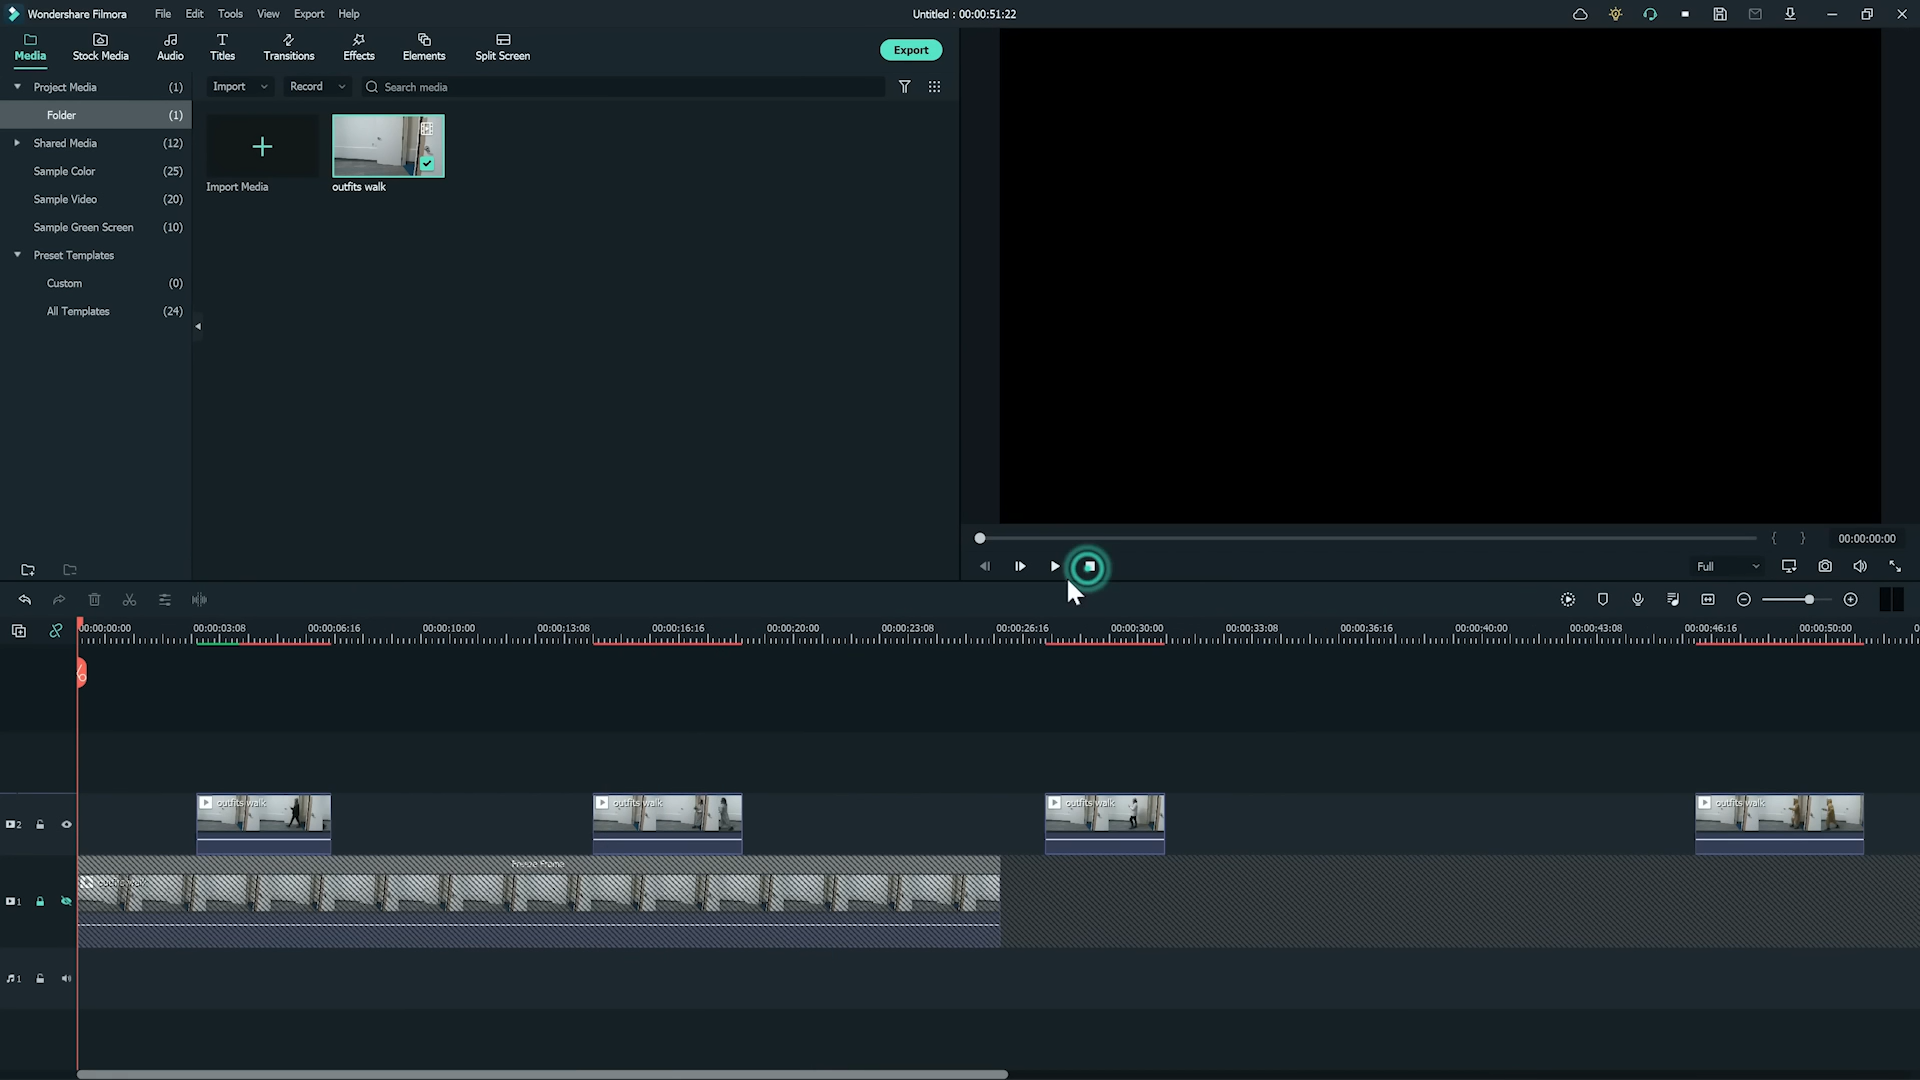 Wondershare Filmora File Edit Tools View Export Help Untitled : 00:00:51:22
Media Stock Media Audio Titles Transitions Effects Elements Split Screen Export
Project Media (1) Import Record Search media
Folder (1)
Shared Media (12)
Sample Color (25)
Import Media outfits walk
Sample Video (20)
Sample Green Screen (10)
Preset Templates
Custom (0)
All Templates (24)
{ } 00:00:00:00
Full
00:00:00:00 00:00:03:08 00:00:06:16 00:00:10:00 00:00:13:08 00:00:16:16 00:00:20:00 00:00:23:08 00:00:26:16 00:00:30:00 00:00:33:08 00:00:36:16 00:00:40:00 00:00:43:08 00:00:46:16 00:00:50:00
outfits walk outfits walk outfits walk outfits walk
2
Freeze Frame
outfits walk
1
1